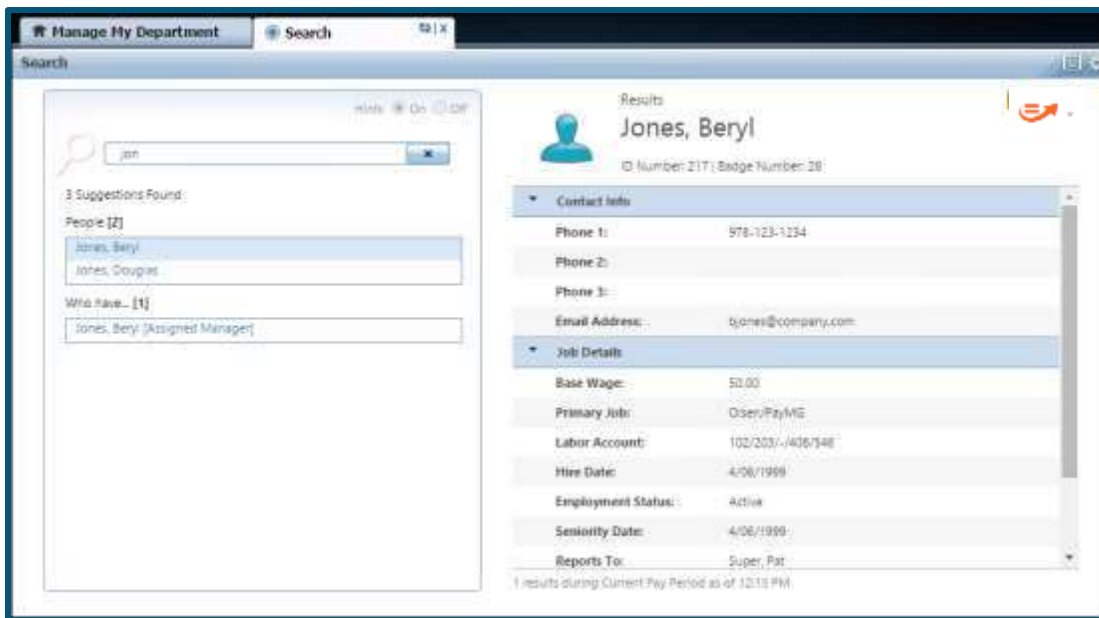 Manage My Department
Search
Search
Hints On Off
jon
3 Suggestions Found
People [2]
Jones, Beryl
Jones, Douglas
Who have... [1]
Jones, Beryl [Assigned Manager]
Results
Jones, Beryl
ID Number: 217 | Badge Number: 28
Contact Info
Phone 1: 978-123-1234
Phone 2:
Phone 3:
Email Address: bjones@company.com
Job Details
Base Wage: 50.00
Primary Job:
Labor Account: 102/203/-/406/546
Hire Date: 4/06/1999
Employment Status: Active
Seniority Date: 4/06/1999
Reports To: Super, Pat
1 results during Current Pay Period as of 12:13 PM